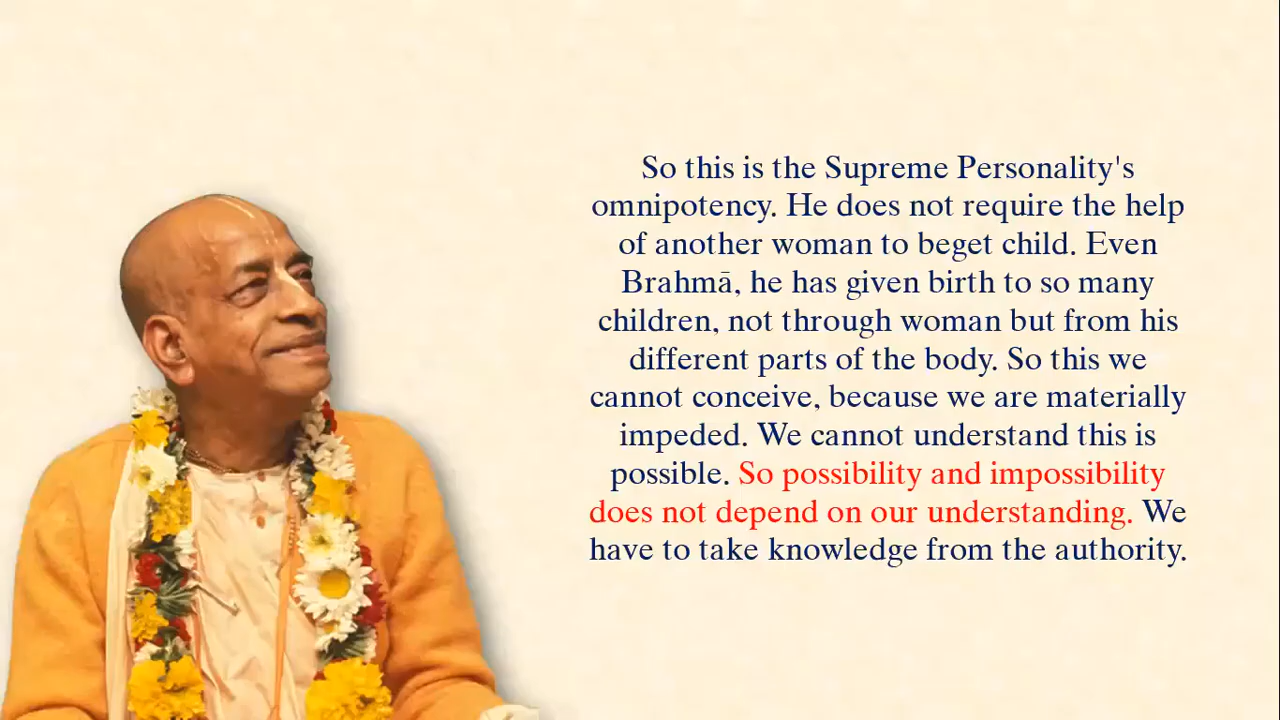 So this is the Supreme Personality's
omnipotency. He does not require the help
of another woman to beget child. Even
Brahmā, he has given birth to so many
children, not through woman but from his
different parts of the body. So this we
cannot conceive, because we are materially
impeded. We cannot understand this is
possible. So possibility and impossibility
does not depend on our understanding. We
have to take knowledge from the authority.